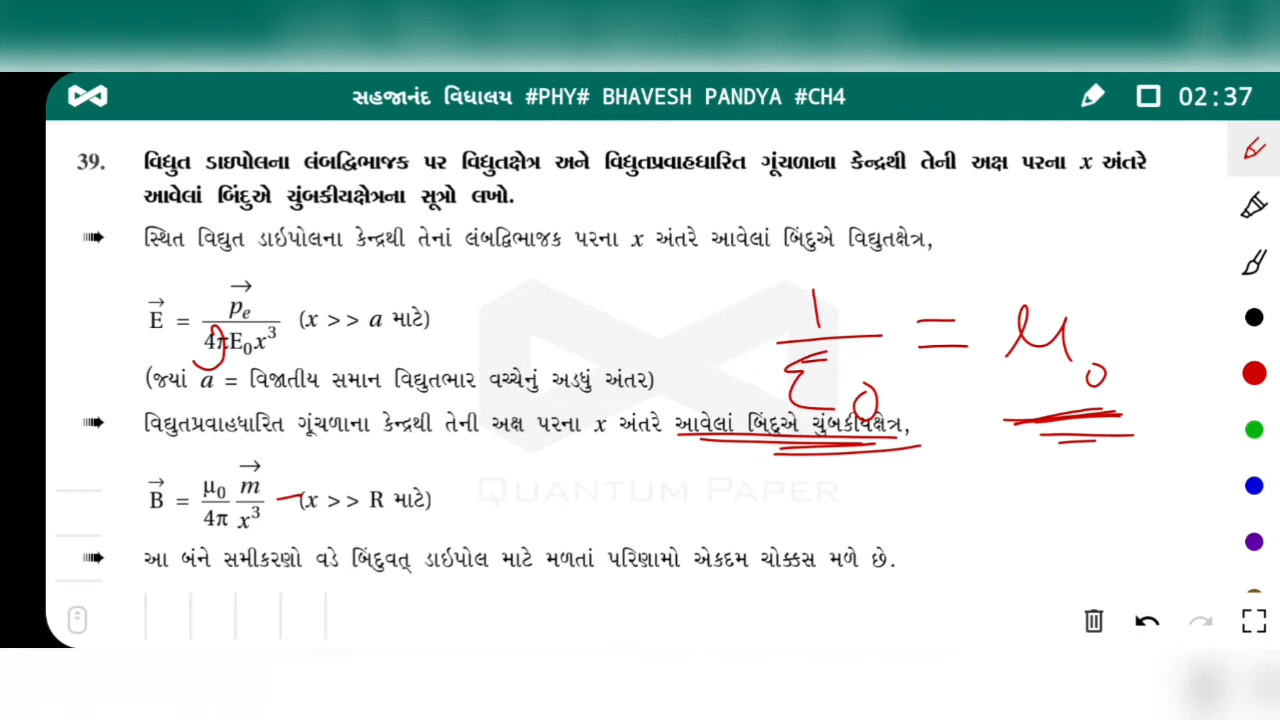 સહજાનંદ વિધાલય #PHY# BHAVESH PANDYA #CH4 02:37
39. વિદ્યુત ડાઇપોલના લંબદ્વિભાજક પર વિદ્યુતક્ષેત્ર અને વિદ્યુતપ્રવાહધારિત ગૂંચળાના કેન્દ્રથી તેની અક્ષ પરના x અંતરે
આવેલાં બિંદુએ ચુંબકીયક્ષેત્રના સૂત્રો લખો.
➠ સ્થિત વિદ્યુત ડાઇપોલના કેન્દ્રથી તેનાં લંબદ્વિભાજક પરના x અંતરે આવેલાં બિંદુએ વિદ્યુતક્ષેત્ર,
E⃗ = p⃗ₑ / 4πE₀x³ (x >> a માટે)
1/ε₀ = μ₀
(જ્યાં a = વિજાતીય સમાન વિદ્યુતભાર વચ્ચેનું અડધું અંતર)
➠ વિદ્યુતપ્રવાહધારિત ગૂંચળાના કેન્દ્રથી તેની અક્ષ પરના x અંતરે આવેલાં બિંદુએ ચુંબકીયક્ષેત્ર,
QUANTUM PAPER
B⃗ = μ₀/4π m⃗/x³ (x >> R માટે)
➠ આ બંને સમીકરણો વડે બિંદુવત્ ડાઇપોલ માટે મળતાં પરિણામો એકદમ ચોક્કસ મળે છે.